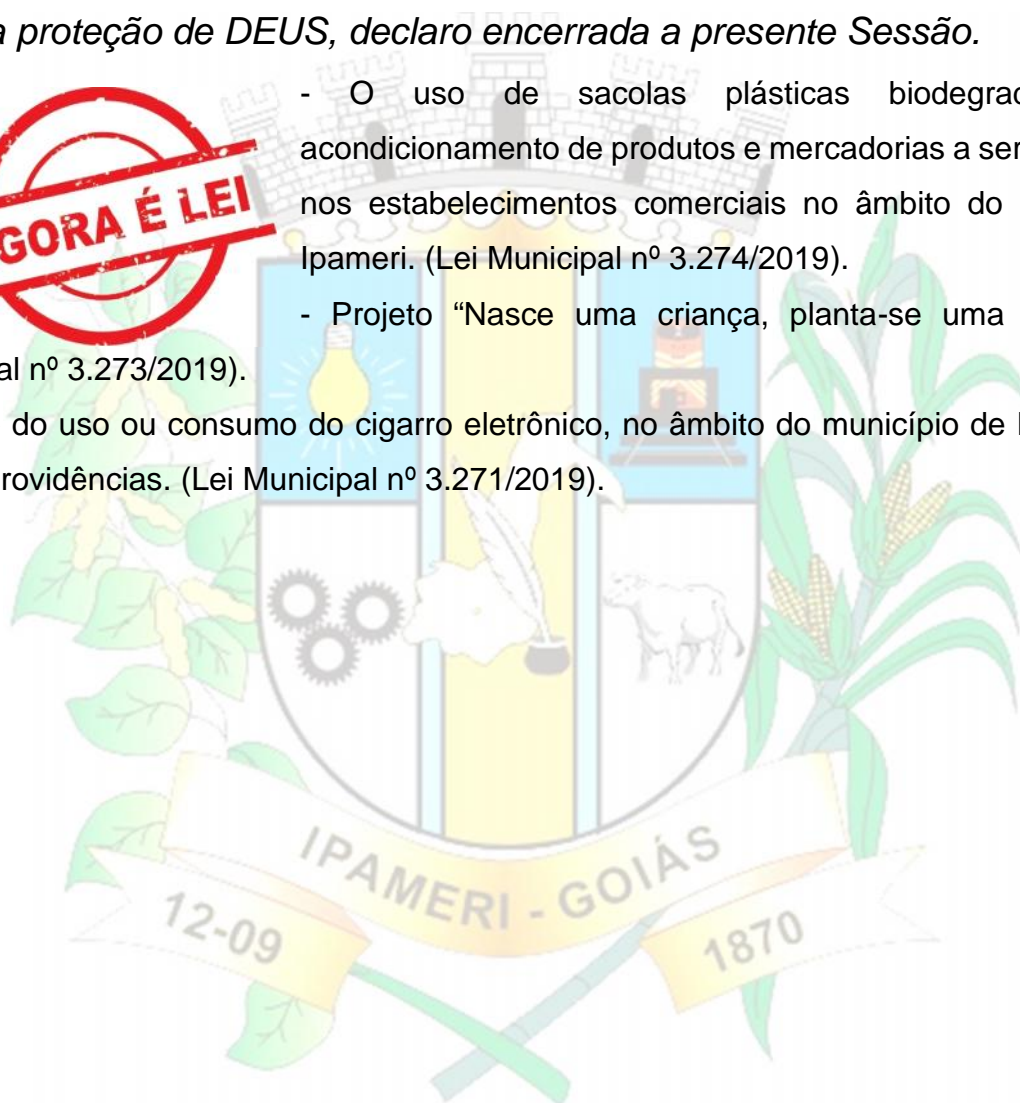 a proteção de DEUS, declaro encerrada a presente Sessão.
- O uso de sacolas plásticas
acondicionamento de produtos e mercadorias a
nos estabelecimentos comerciais no âmbito do
Ipameri. (Lei Municipal nº 3.274/2019).
- Projeto “Nasce uma criança, planta-se uma
GORA É LEI
al nº 3.273/2019).
do uso ou consumo do cigarro eletrônico, no âmbito do município de
rovidências. (Lei Municipal nº 3.271/2019).
IPAMERI - GOIÁS
12-09
1870